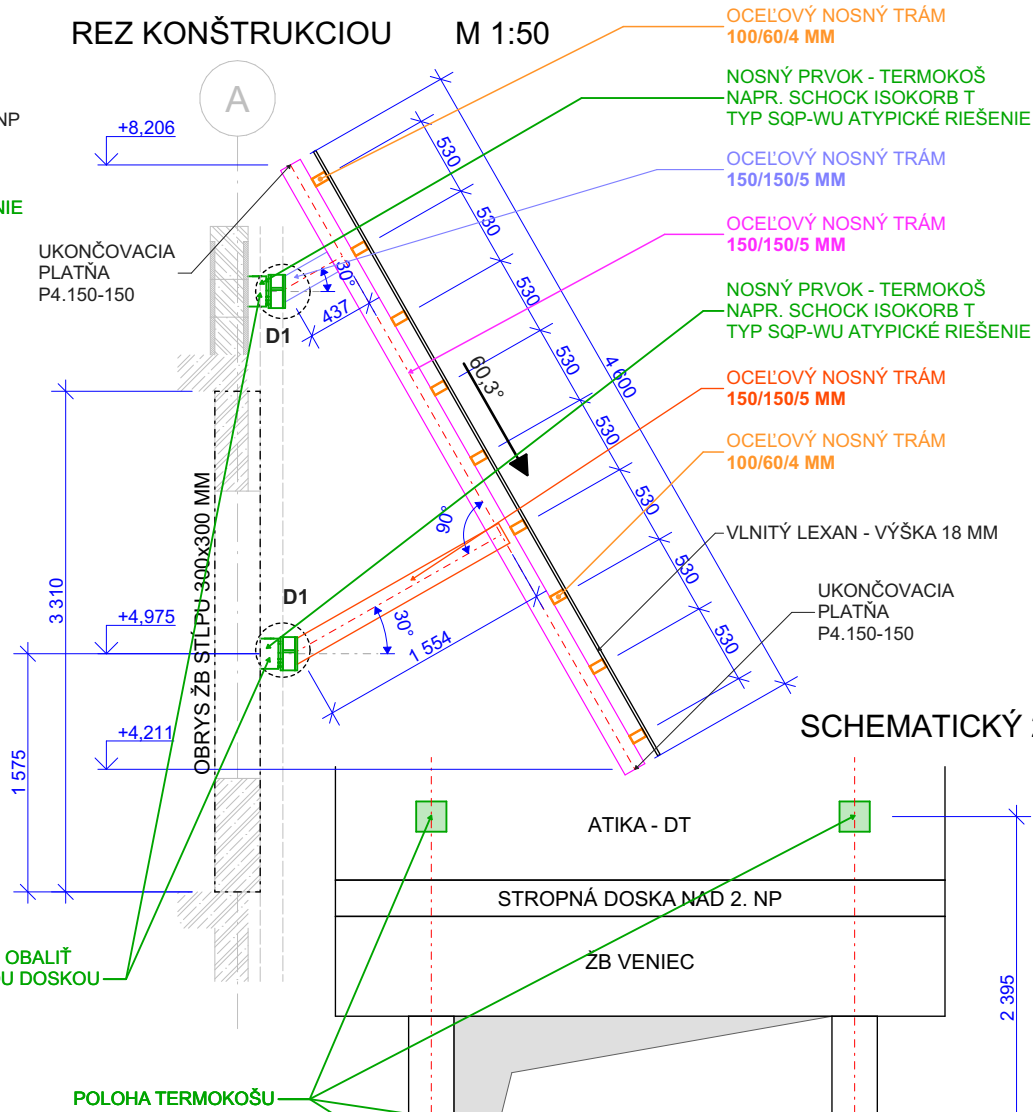 REZ KONŠTRUKCIOU M 1:50
A
NP
+8,206
NIE
UKONČOVACIA
PLATŇA
P4.150-150
D1
30°
437
OCEĽOVÝ NOSNÝ TRÁM
100/60/4 MM
NOSNÝ PRVOK - TERMOKOŠ
NAPR. SCHOCK ISOKORB T
TYP SQP-WU ATYPICKÉ RIEŠENIE
OCEĽOVÝ NOSNÝ TRÁM
150/150/5 MM
OCEĽOVÝ NOSNÝ TRÁM
150/150/5 MM
NOSNÝ PRVOK - TERMOKOŠ
NAPR. SCHOCK ISOKORB T
TYP SQP-WU ATYPICKÉ RIEŠENIE
OCEĽOVÝ NOSNÝ TRÁM
150/150/5 MM
OCEĽOVÝ NOSNÝ TRÁM
100/60/4 MM
VLNITÝ LEXAN - VÝŠKA 18 MM
UKONČOVACIA
PLATŇA
P4.150-150
530
530
530
530
530
530
530
530
4 600
60,3°
90°
OBRYS ŽB STĹPU 300x300 MM
3 310
+4,975
D1
30°
1 554
+4,211
1 575
SCHEMATICKÝ
ATIKA - DT
STROPNÁ DOSKA NAD 2. NP
ŽB VENIEC
2 395
OBALIŤ
OU DOSKOU
POLOHA TERMOKOŠU